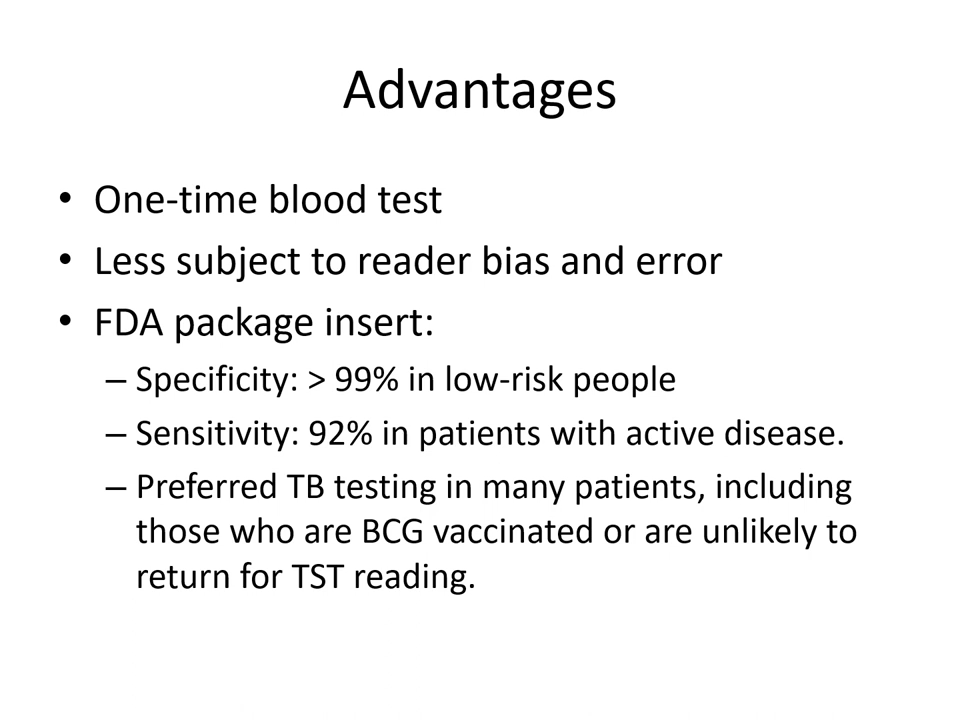 Advantages
• One-time blood test
• Less subject to reader bias and error
• FDA package insert:
– Specificity: > 99% in low-risk people
– Sensitivity: 92% in patients with active disease.
– Preferred TB testing in many patients, including
those who are BCG vaccinated or are unlikely to
return for TST reading.